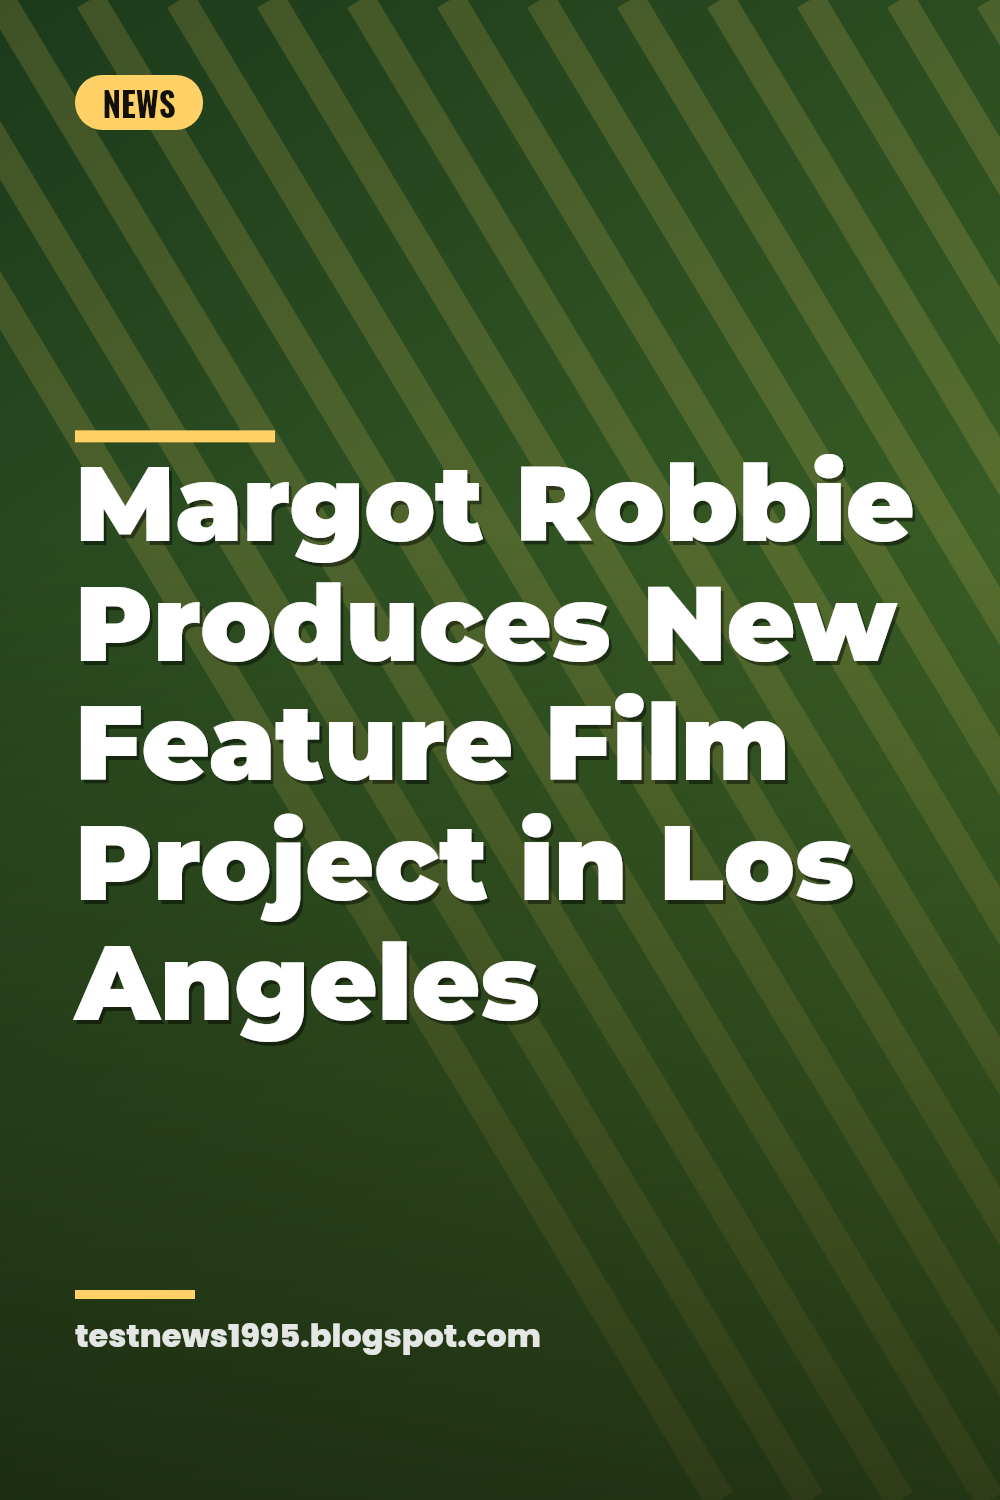 NEWS
Margot Robbie
Produces New
Feature Film
Project in Los
Angeles
testnews1995.blogspot.com